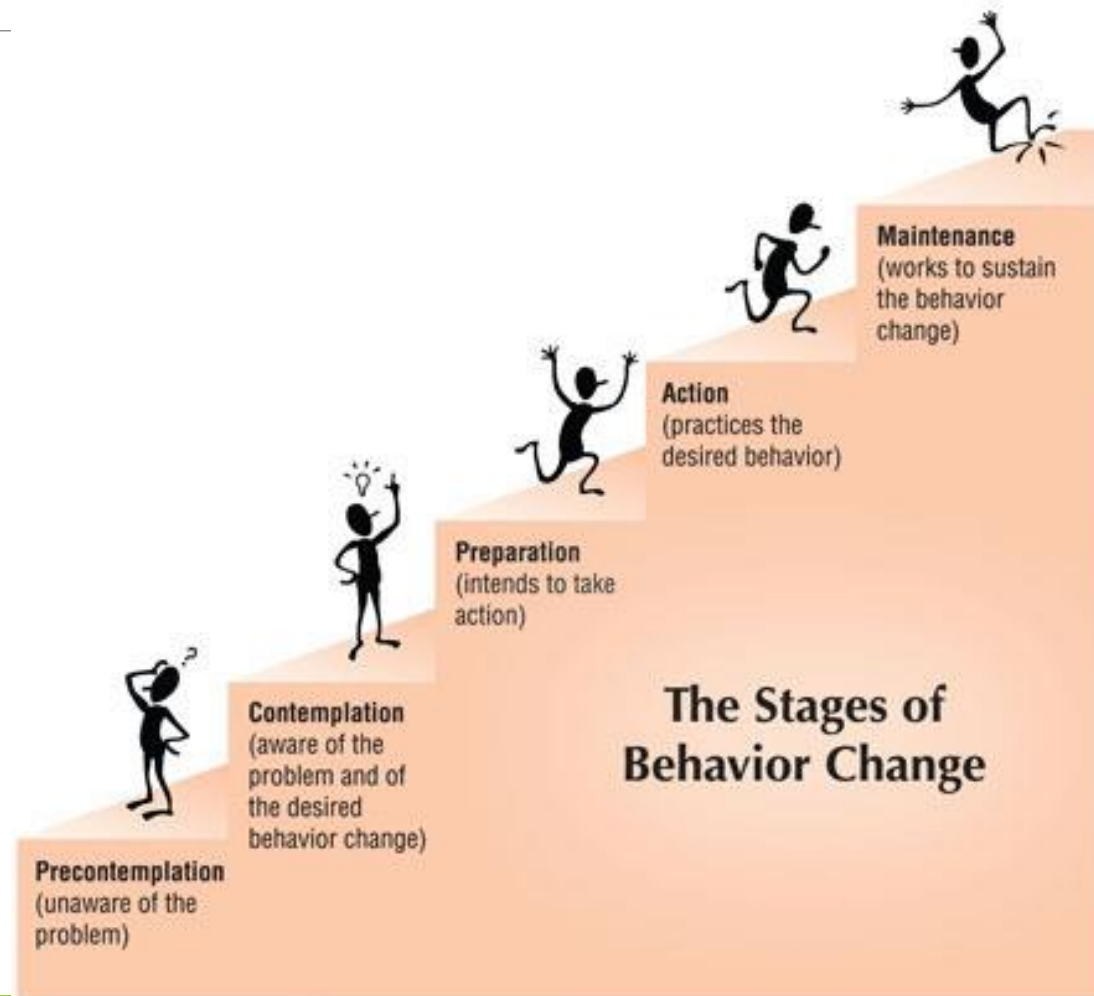 Maintenance
(works to sustain
the behavior
change)
Action
(practices the
desired behavior)
Preparation
(intends to take
action)
Contemplation
(aware of the
problem and of
the desired
behavior change)
Precontemplation
(unaware of the
problem)
The Stages of
Behavior Change
?